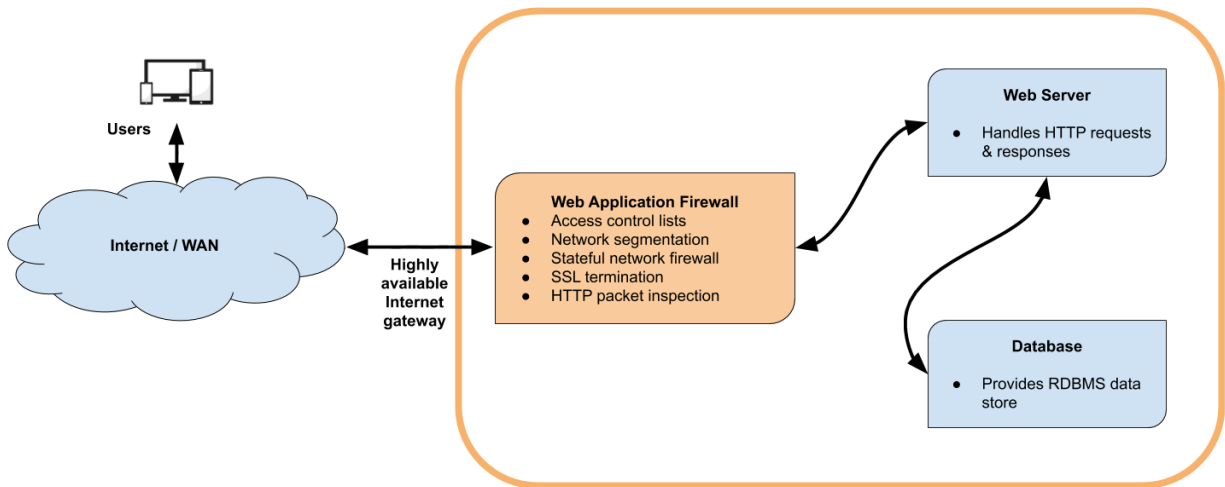 Users
Internet / WAN
Highly
available
Internet
gateway
Web Application Firewall
● Access control lists
● Network segmentation
● Stateful network firewall
● SSL termination
● HTTP packet inspection
Web Server
● Handles HTTP requests
& responses
Database
● Provides RDBMS data
store